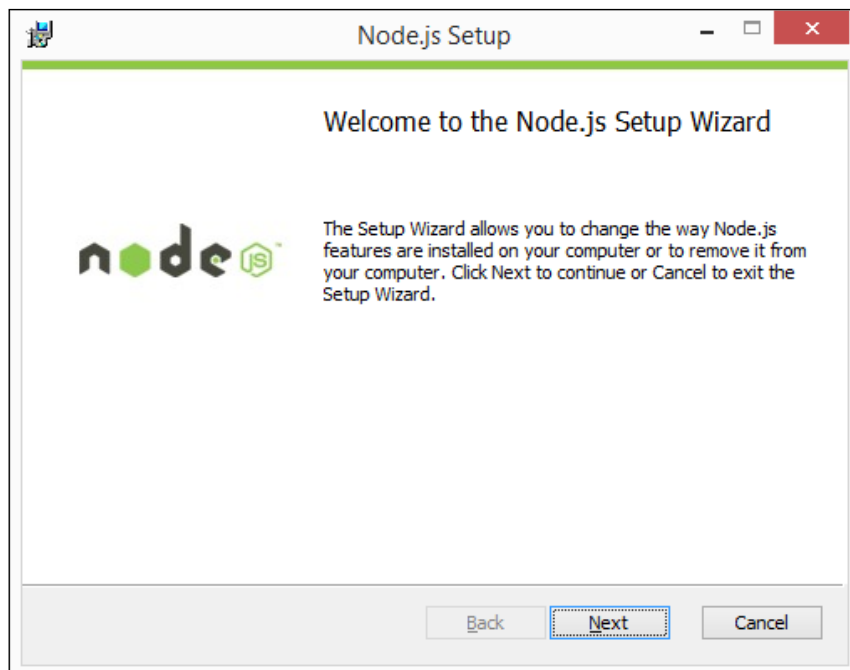 Node.js Setup
Welcome to the Node.js Setup Wizard
node JS™
The Setup Wizard allows you to change the way Node.js
features are installed on your computer or to remove it from
your computer. Click Next to continue or Cancel to exit the
Setup Wizard.
Back
Next
Cancel